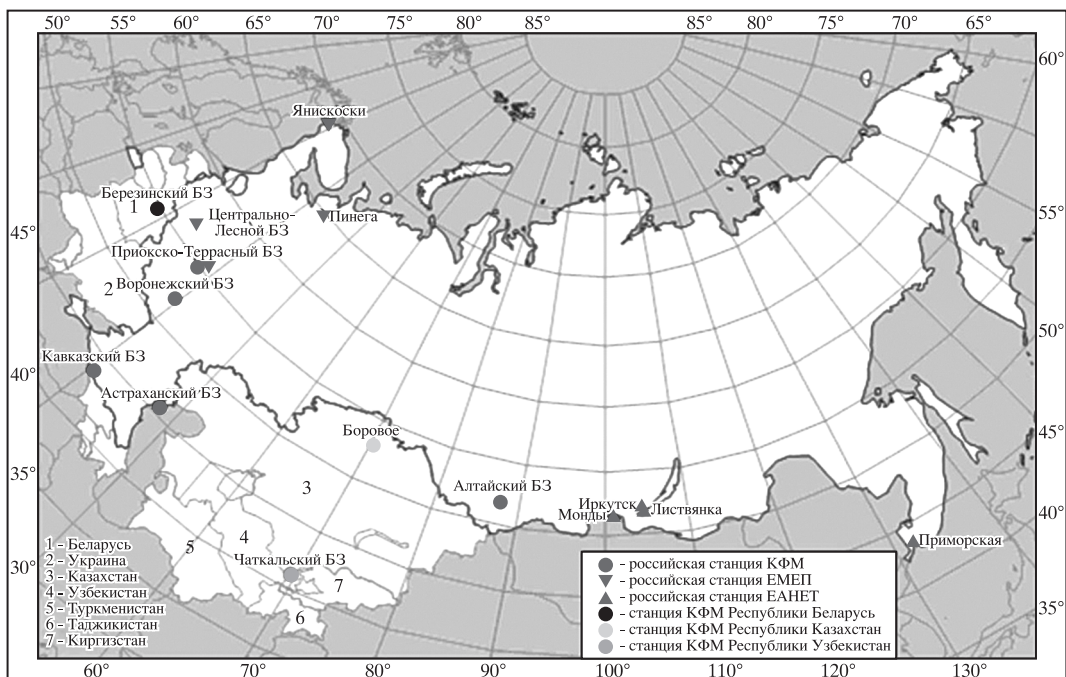 50° 55° 60° 65° 70° 75° 80° 85° 85° 80° 75° 70° 65°
60°
55°
50°
45°
40°
35°
45°
40°
35°
30°
Янискоски
Березинский БЗ
1
Центрально-
Лесной БЗ
Пинега
Приокско-Террасный БЗ
Воронежский БЗ
2
Кавказский БЗ
Астраханский БЗ
Боровое
3
Алтайский БЗ
Иркутск
Монды
Листвянка
Приморская
4
5
Чаткальский БЗ
7
6
1 - Беларусь
2 - Украина
3 - Казахстан
4 - Узбекистан
5 - Туркменистан
6 - Таджикистан
7 - Киргизстан
- российская станция КФМ
- российская станция ЕМЕП
- российская станция ЕАНЕТ
- станция КФМ Республики Беларусь
- станция КФМ Республики Казахстан
- станция КФМ Республики Узбекистан
60° 70° 80° 90° 100° 110° 120° 130°